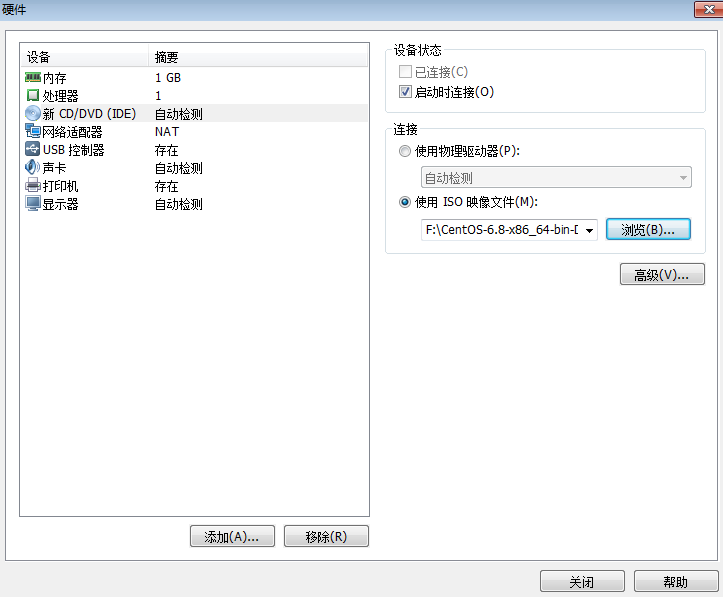 硬件
设备 摘要
内存 1 GB
处理器 1
新 CD/DVD (IDE) 自动检测
网络适配器 NAT
USB 控制器 存在
声卡 自动检测
打印机 存在
显示器 自动检测
添加(A)... 移除(R)
设备状态
已连接(C)
启动时连接(O)
连接
使用物理驱动器(P):
自动检测
使用 ISO 映像文件(M):
F:\CentOS-6.8-x86_64-bin-D 浏览(B)...
高级(V)...
关闭 帮助